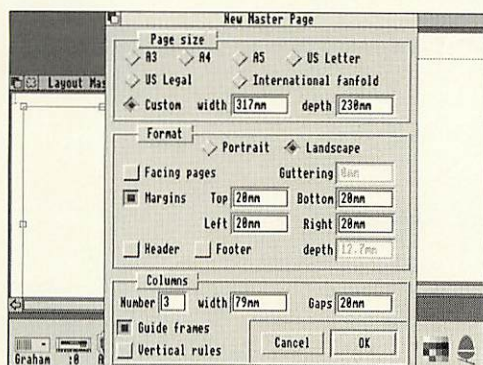 New Master Page
Page size
A3 A4 A5 US Letter
US Legal International fanfold
Custom width 317mm depth 230mm
Layout Mas
Format
Portrait Landscape
Facing pages Guttering 0mm
Margins Top 20mm Bottom 20mm
Left 20mm Right 20mm
Header Footer depth 12.7mm
Columns
Number 3 width 79mm Gaps 20mm
Guide frames
Vertical rules
Cancel OK
Graham :0 A